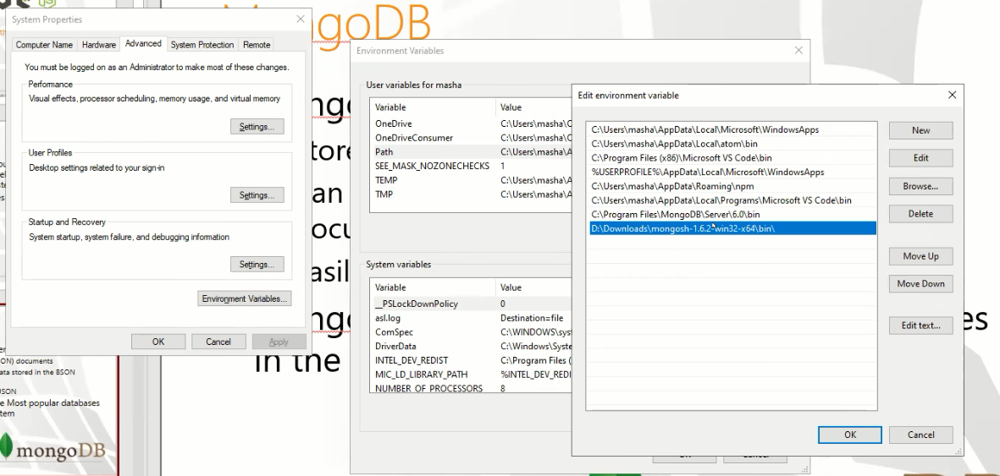 System Properties
Computer Name
Hardware
Advanced
System Protection
Remote
You must be logged on as an Administrator to make most of these changes.
Performance
Visual effects, processor scheduling, memory usage, and virtual memory
Settings...
User Profiles
Desktop settings related to your sign-in
Settings...
Startup and Recovery
System startup, system failure, and debugging information
Settings...
Environment Variables...
OK
Cancel
Apply
ngoDB
Environment Variables
User variables for masha
Variable Value
OneDrive C:\Users\masha\O
OneDriveConsumer C:\Users\masha\O
Path C:\Users\masha\A
SEE_MASK_NOZONECHECKS 1
TEMP C:\Users\masha\A
TMP C:\Users\masha\A
System variables
Variable Value
__PSLockDownPolicy 0
asl.log Destination=file
ComSpec C:\WINDOWS\syst
DriverData C:\Windows\Syste
INTEL_DEV_REDIST C:\Program Files (
MIC_LD_LIBRARY_PATH %INTEL_DEV_REDI
NUMBER_OF_PROCESSORS 8
Edit environment variable
C:\Users\masha\AppData\Local\Microsoft\WindowsApps
C:\Users\masha\AppData\Local\atom\bin
C:\Program Files (x86)\Microsoft VS Code\bin
%USERPROFILE%\AppData\Local\Microsoft\WindowsApps
C:\Users\masha\AppData\Roaming\npm
C:\Users\masha\AppData\Local\Programs\Microsoft VS Code\bin
C:\Program Files\MongoDB\Server\6.0\bin
D:\Downloads\mongosh-1.6.2-win32-x64\bin\
New
Edit
Browse...
Delete
Move Up
Move Down
Edit text...
OK
Cancel
In the
es
ON) documents
ata stored in the BSON
SON
e Most popular databases
tem
mongoDB